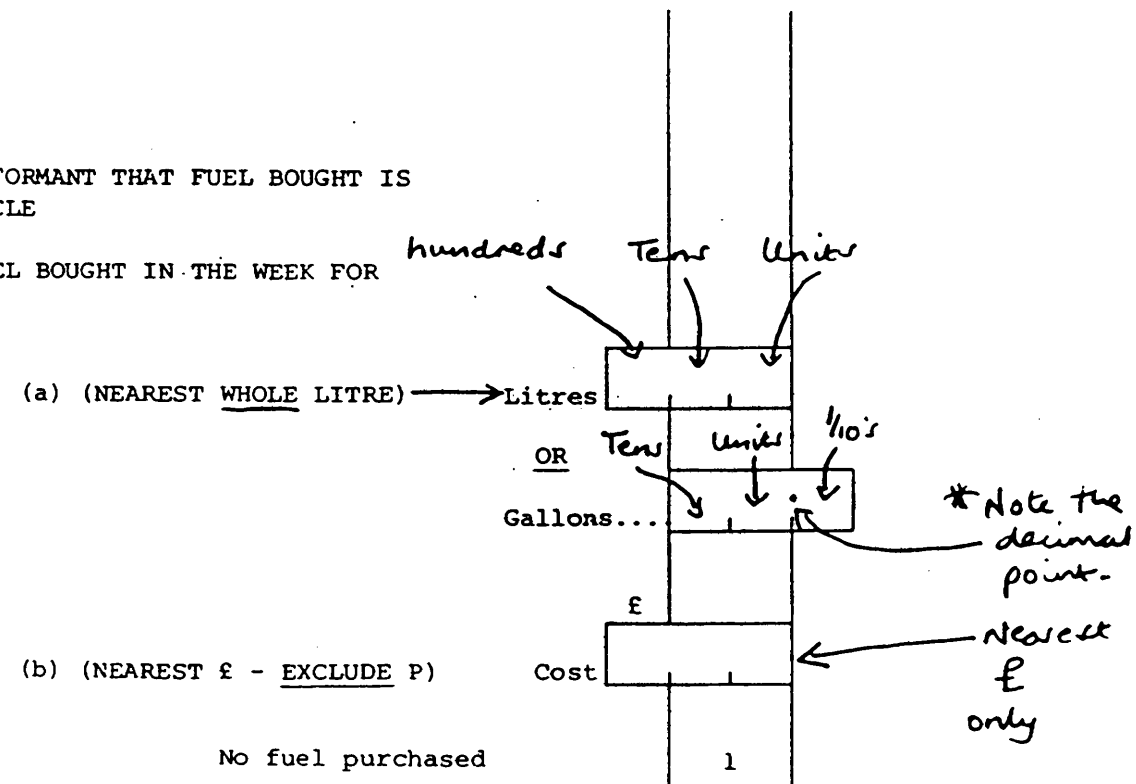 FORMANT THAT FUEL BOUGHT IS
CLE
EL BOUGHT IN THE WEEK FOR
hundreds Tens Units
(a) (NEAREST WHOLE LITRE) Litres
OR Tens Units 1/10's
Gallons...
* Note the
decimal
point.
£
(b) (NEAREST £ - EXCLUDE P) Cost
Nearest
£
only
No fuel purchased 1